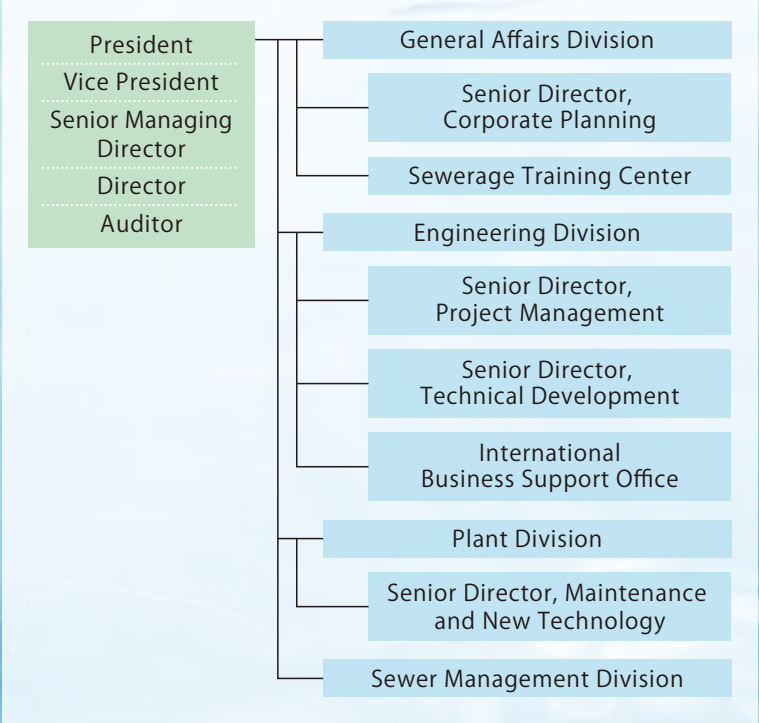 President
Vice President
Senior Managing
Director
Director
Auditor
General Affairs Division
Senior Director,
Corporate Planning
Sewerage Training Center
Engineering Division
Senior Director,
Project Management
Senior Director,
Technical Development
International
Business Support Office
Plant Division
Senior Director, Maintenance
and New Technology
Sewer Management Division